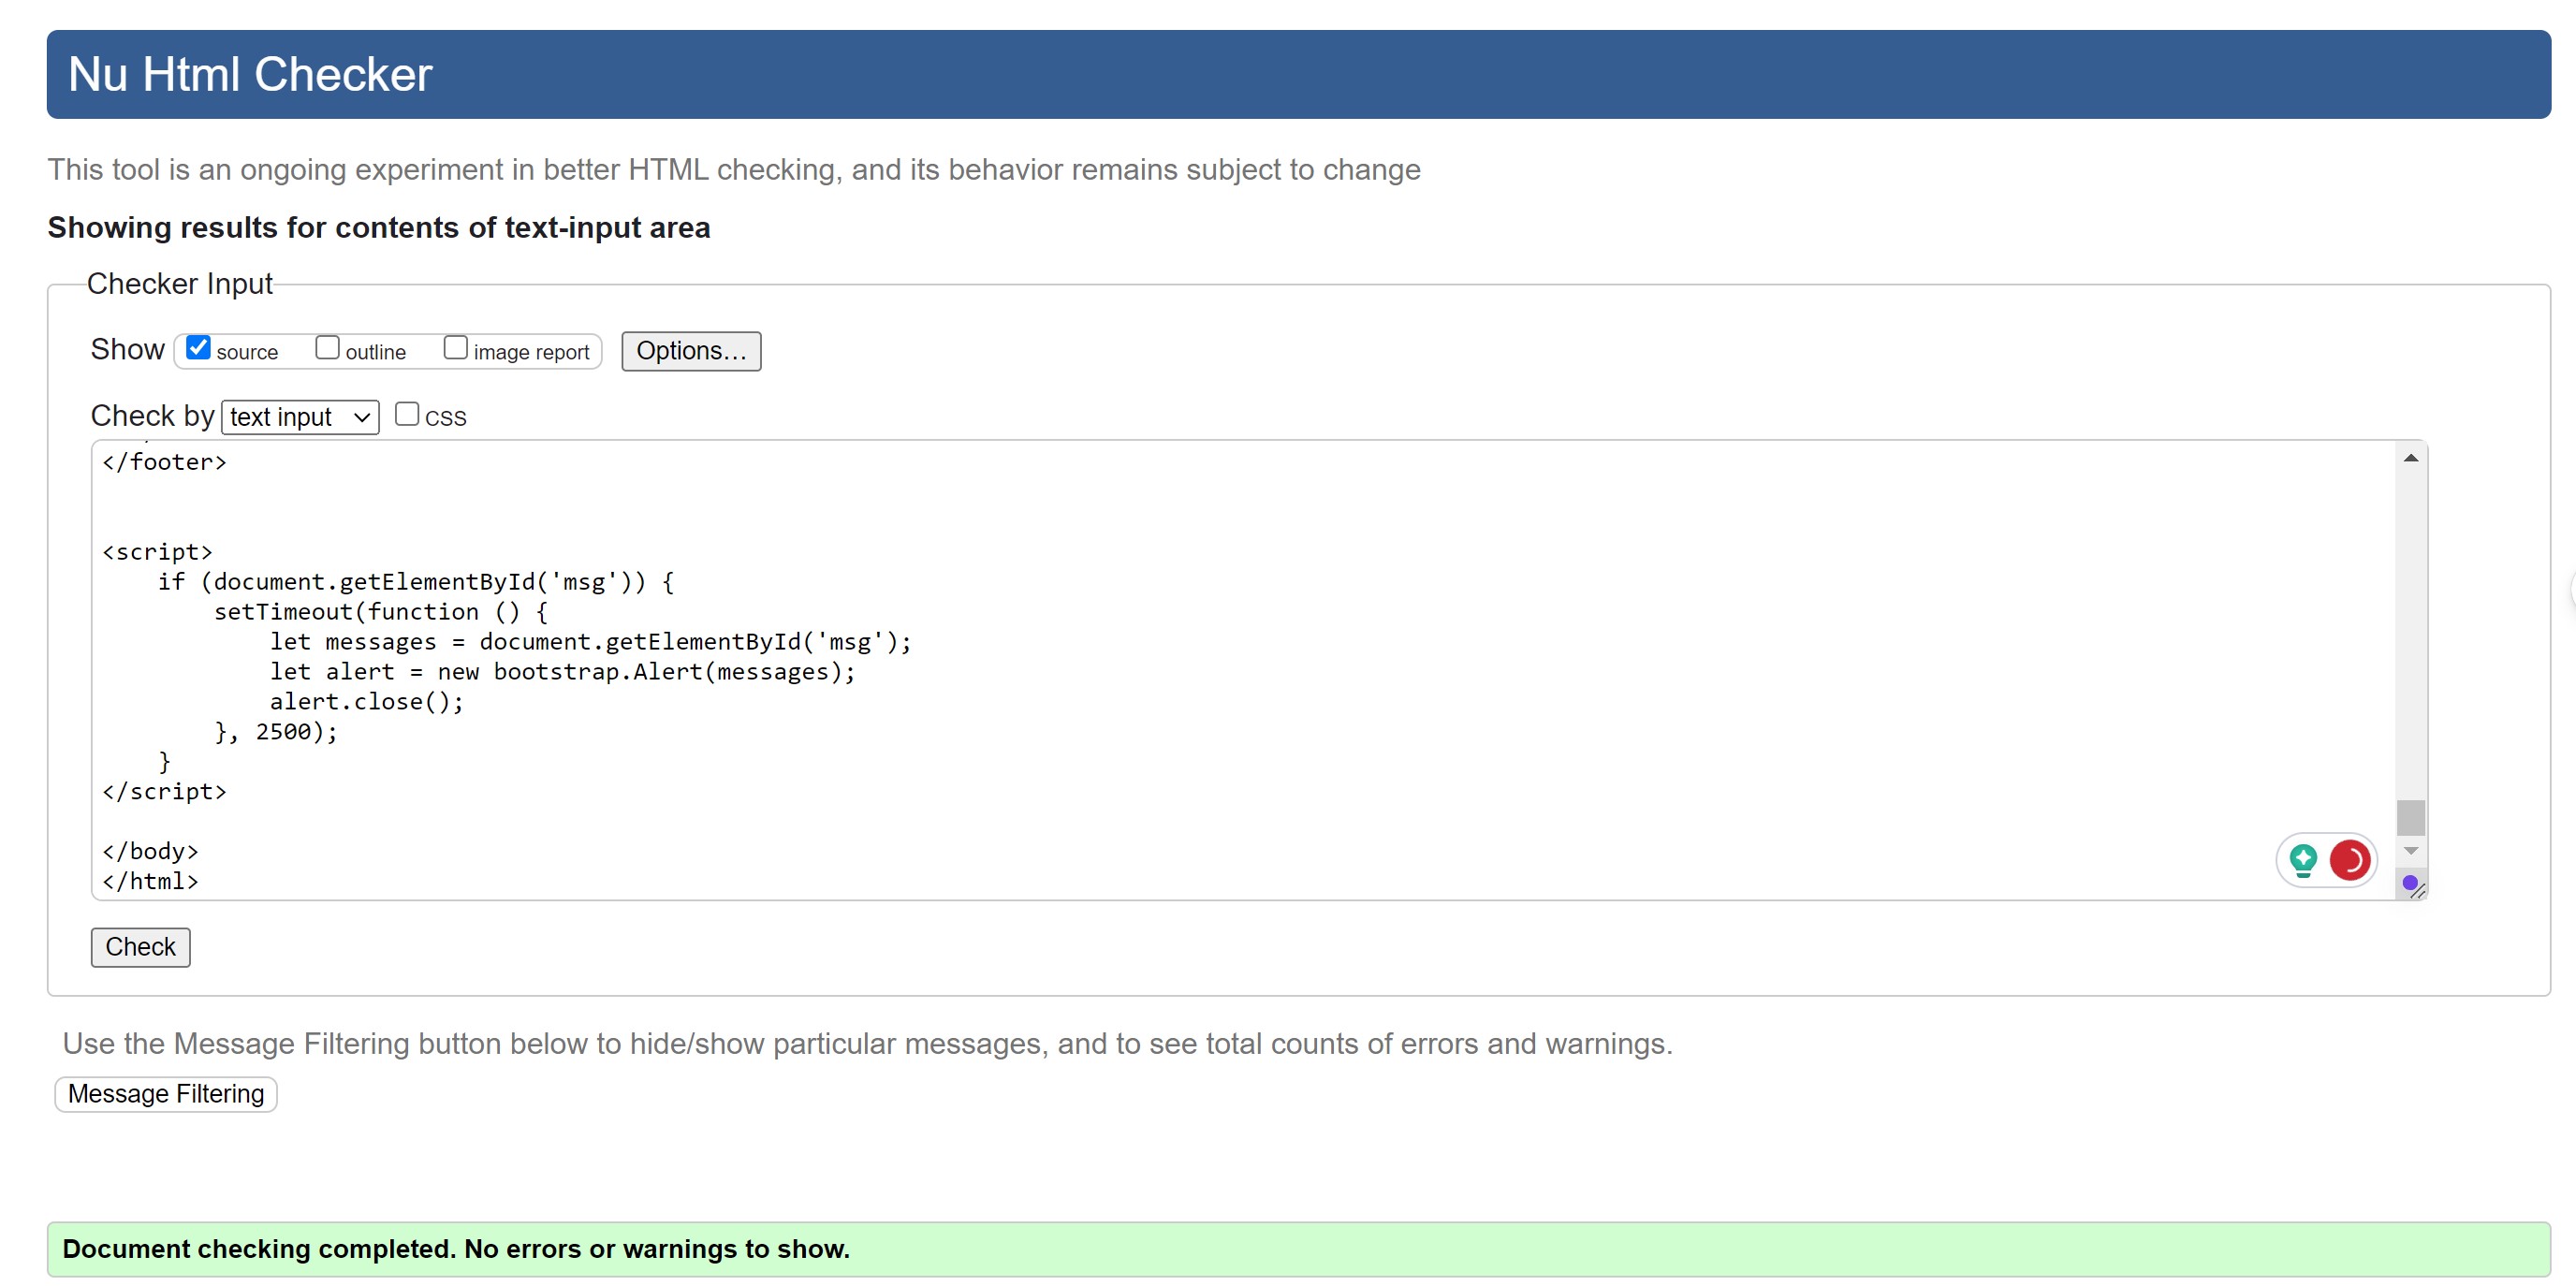 Nu Html Checker
This tool is an ongoing experiment in better HTML checking, and its behavior remains subject to change
Showing results for contents of text-input area
Checker Input
Show source outline image report Options...
Check by text input CSS
</footer>
<script>
    if (document.getElementById('msg')) {
        setTimeout(function () {
            let messages = document.getElementById('msg');
            let alert = new bootstrap.Alert(messages);
            alert.close();
        }, 2500);
    }
</script>
</body>
</html>
Check
Use the Message Filtering button below to hide/show particular messages, and to see total counts of errors and warnings.
Message Filtering
Document checking completed. No errors or warnings to show.